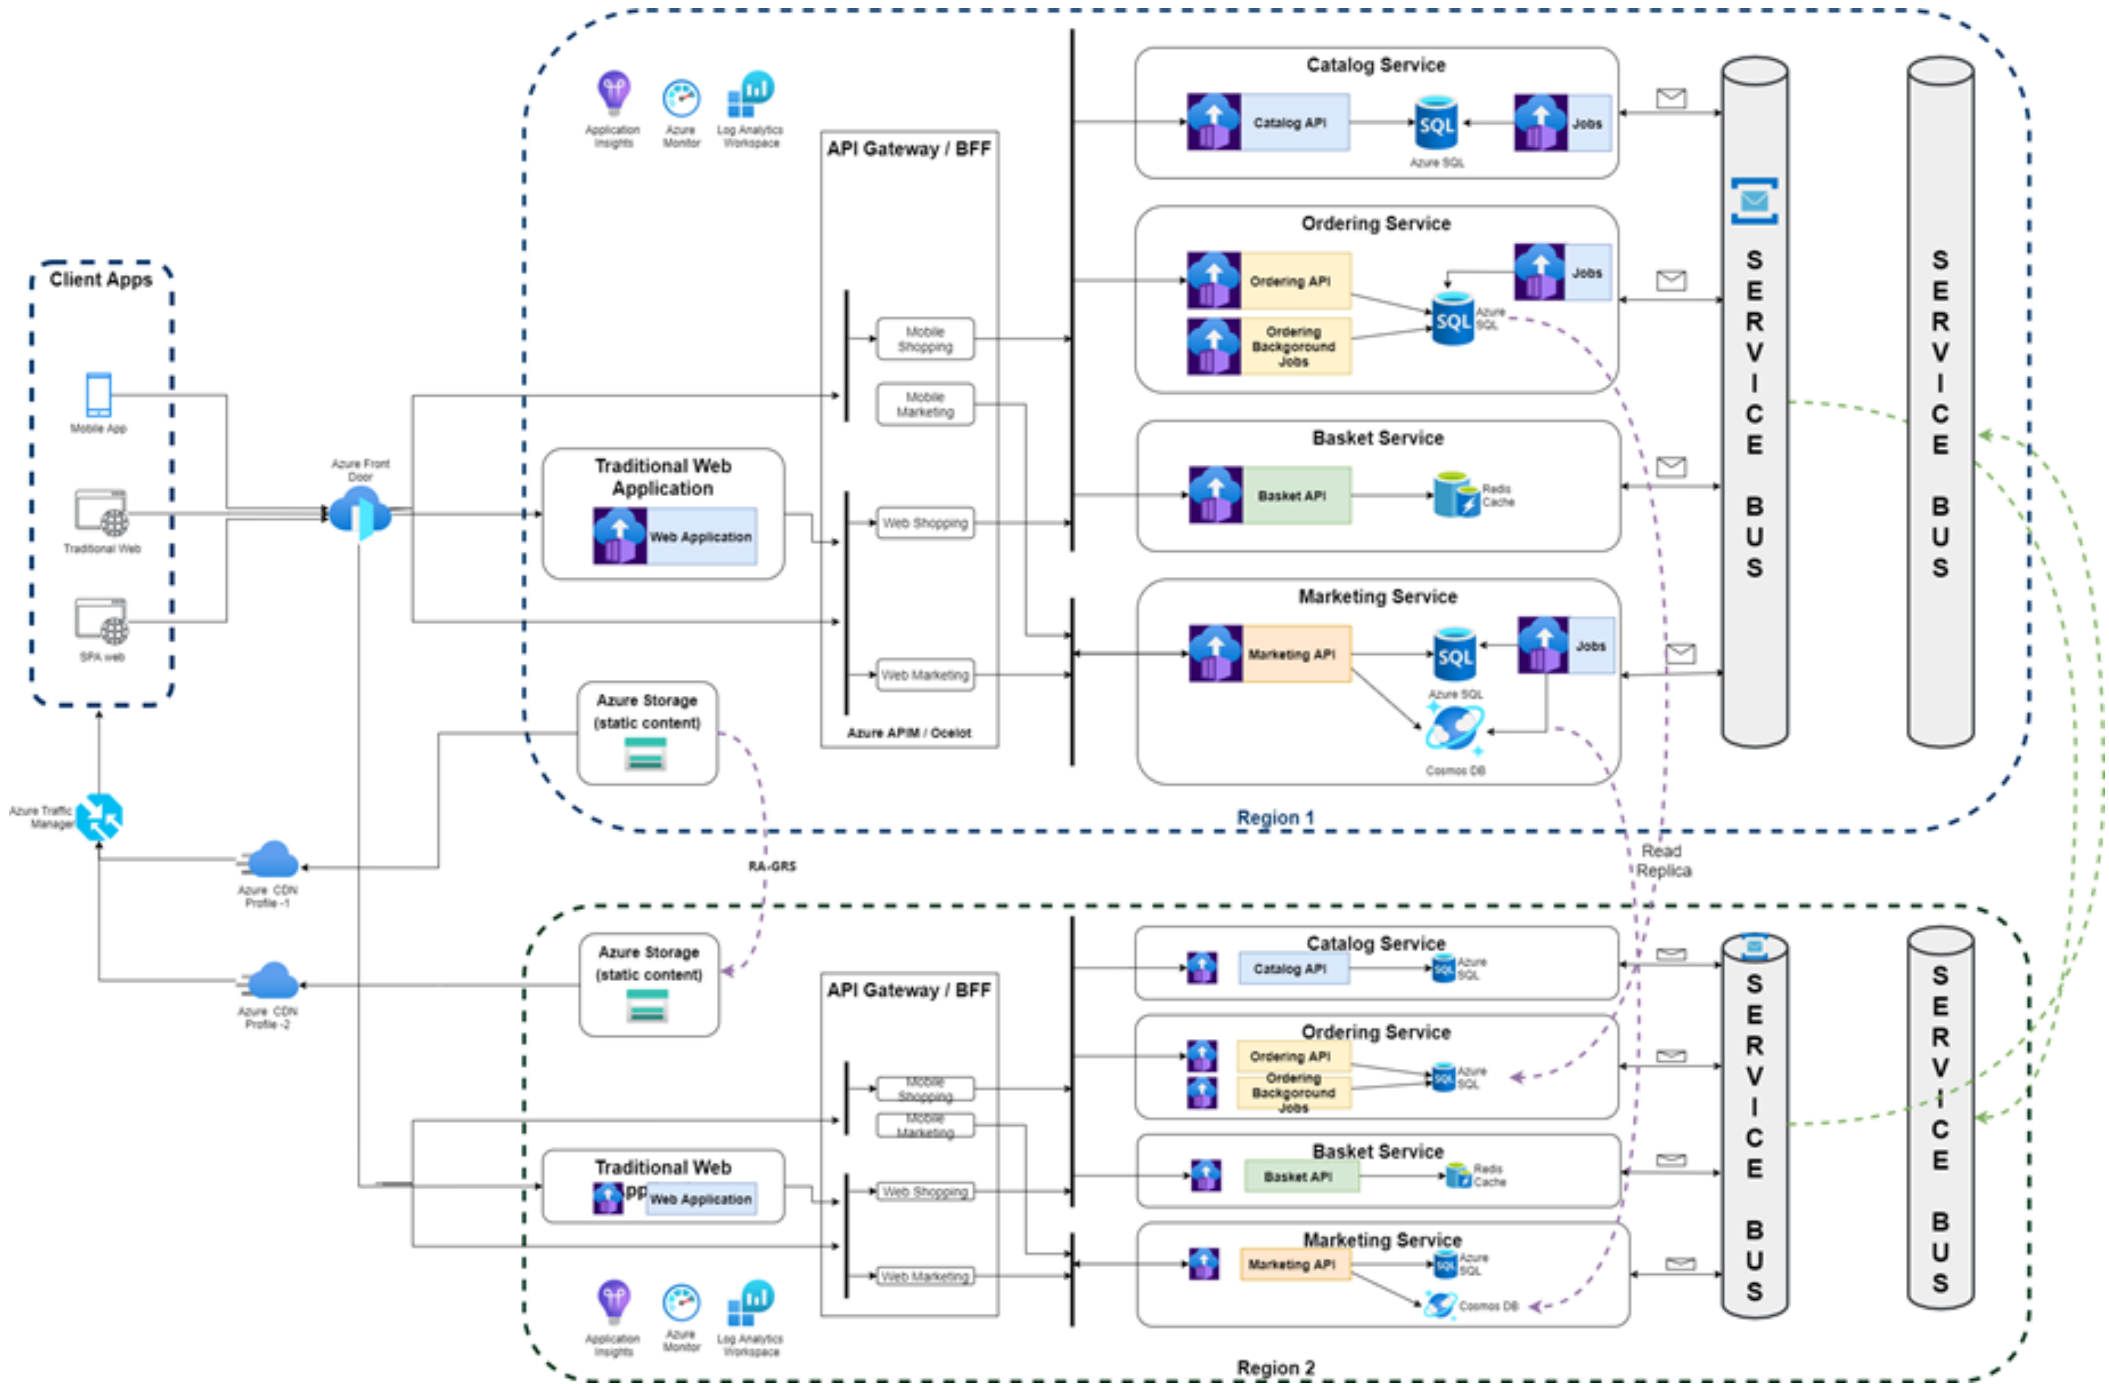 Client Apps
Mobile App
Traditional Web
SPA web
Azure Front
Door
Azure Traffic
Manager
Azure CDN
Profile -1
Azure CDN
Profile -2
Application
Insights
Azure
Monitor
Log Analytics
Workspace
API Gateway / BFF
Mobile
Shopping
Mobile
Marketing
Traditional Web
Application
Web Application
Web Shopping
Web Marketing
Azure APIM / Ocelot
Azure Storage
(static content)
RA-GRS
Catalog Service
Catalog API
SQL
Azure SQL
Jobs
Ordering Service
Ordering API
Ordering
Backgoround
Jobs
SQL
Azure
SQL
Jobs
Basket Service
Basket API
Redis
Cache
Marketing Service
Marketing API
SQL
Azure SQL
Cosmos DB
Jobs
SERVICE BUS
SERVICE BUS
Region 1
Read
Replica
Azure Storage
(static content)
API Gateway / BFF
Mobile
Shopping
Mobile
Marketing
Traditional Web
Web Application
Web Shopping
Web Marketing
Application
Insights
Azure
Monitor
Log Analytics
Workspace
Catalog Service
Catalog API
SQL
Azure
SQL
Ordering Service
Ordering API
Ordering
Backgoround
Jobs
SQL
Azure
SQL
Basket Service
Basket API
Redis
Cache
Marketing Service
Marketing API
SQL
Azure
SQL
Cosmos DB
SERVICE BUS
SERVICE BUS
Region 2